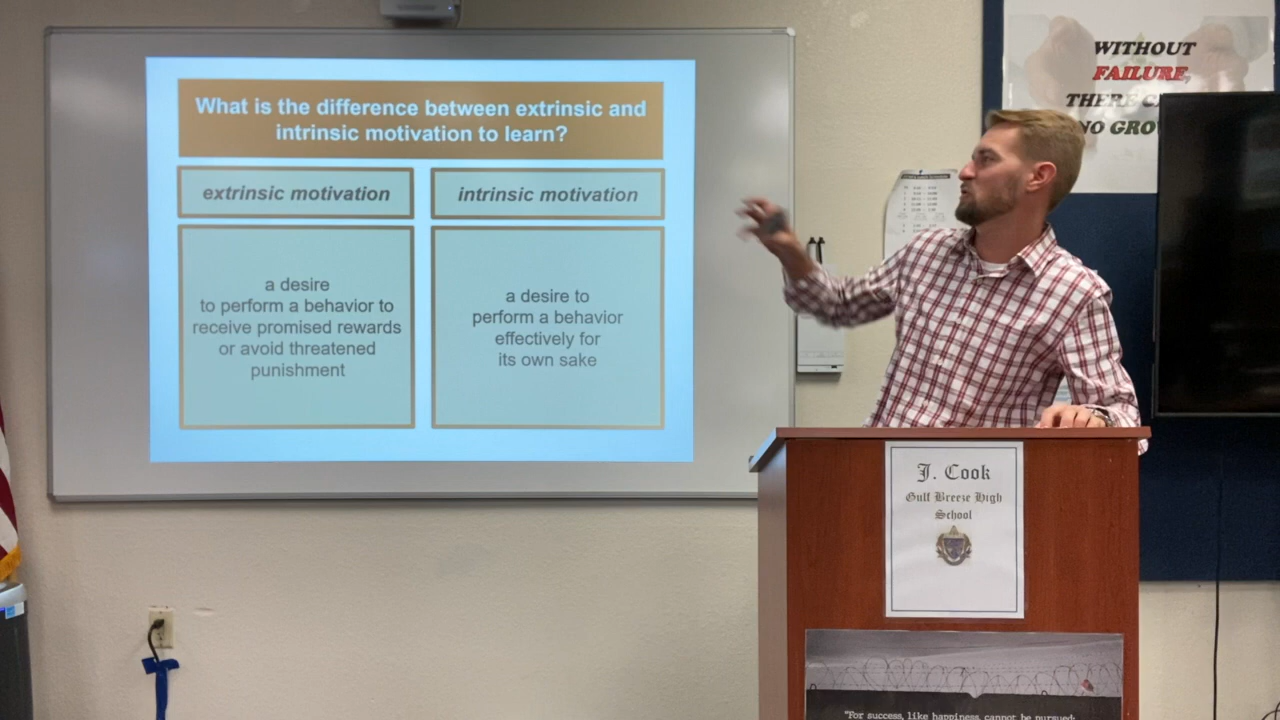 What is the difference between extrinsic and
intrinsic motivation to learn?
extrinsic motivation
a desire
to perform a behavior to
receive promised rewards
or avoid threatened
punishment
intrinsic motivation
a desire to
perform a behavior
effectively for
its own sake
WITHOUT
FAILURE,
THERE
NO
J. Cook
Gulf Breeze High
School
"For success, like happiness, cannot be pursued;